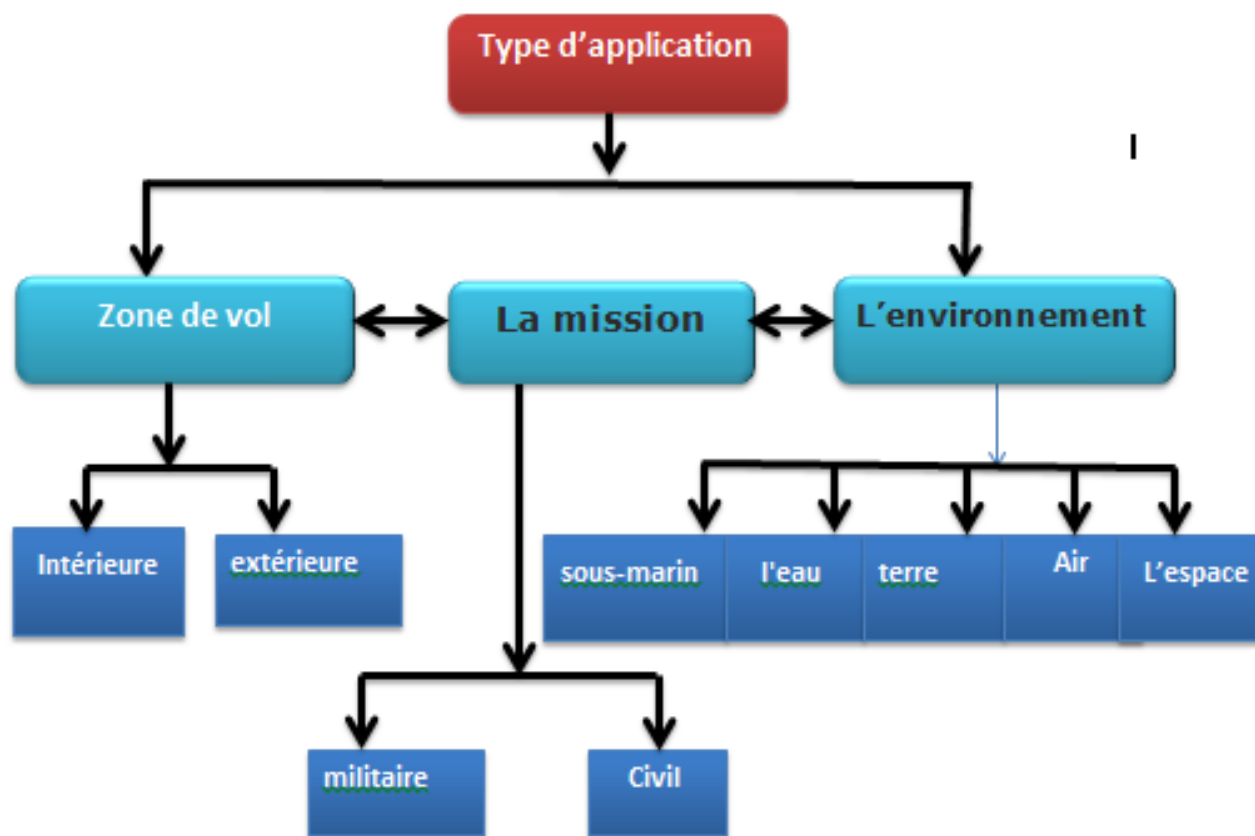 Type d’application
Zone de vol
La mission
L’environnement
Intérieure
extérieure
sous-marin
l'eau
terre
Air
L’espace
militaire
Civil